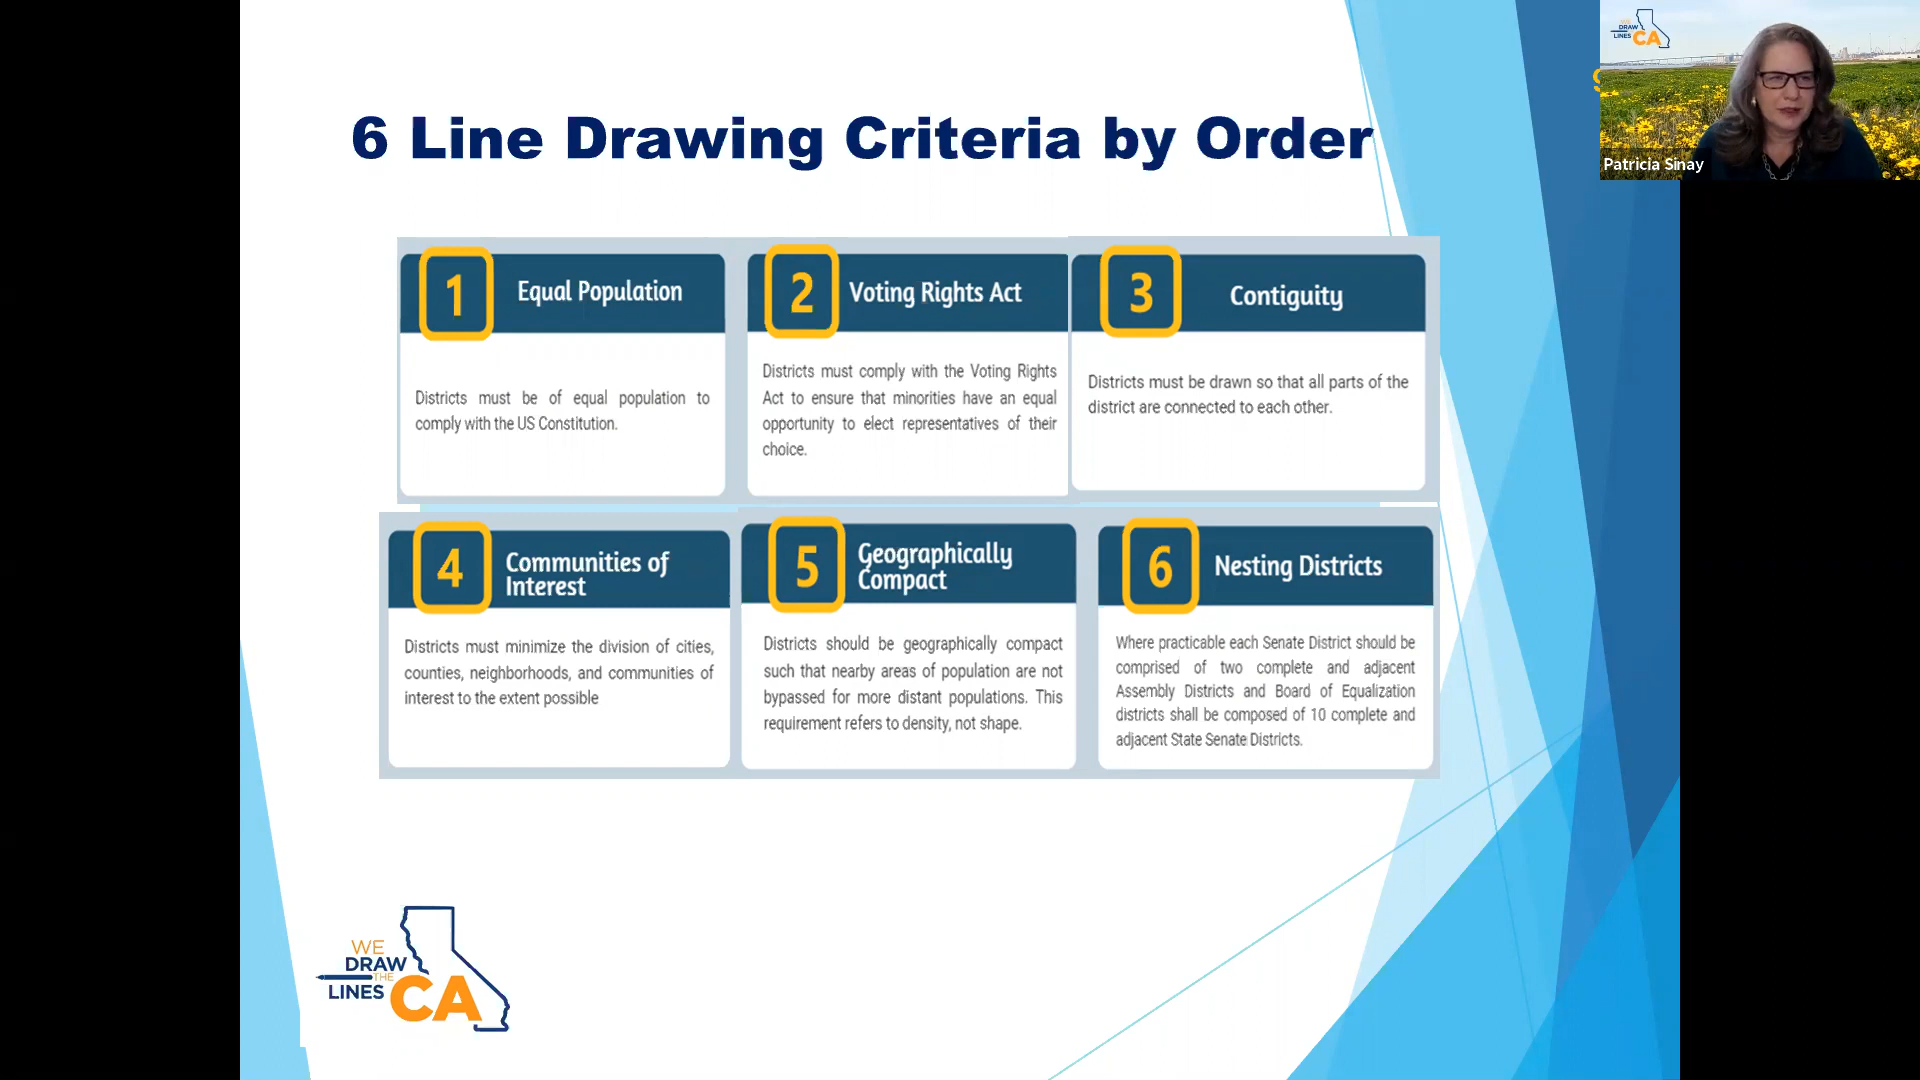 6 Line Drawing Criteria by Order
1
Equal Population
Districts must be of equal population to
comply with the US Constitution.
2
Voting Rights Act
Districts must comply with the Voting Rights
Act to ensure that minorities have an equal
opportunity to elect representatives of their
choice.
3
Contiguity
Districts must be drawn so that all parts of the
district are connected to each other.
4
Communities of
Interest
Districts must minimize the division of cities,
counties, neighborhoods, and communities of
interest to the extent possible
5
Geographically
Compact
Districts should be geographically compact
such that nearby areas of population are not
bypassed for more distant populations. This
requirement refers to density, not shape.
6
Nesting Districts
Where practicable each Senate District should be
comprised of two complete and adjacent
Assembly Districts and Board of Equalization
districts shall be composed of 10 complete and
adjacent State Senate Districts.
WE
DRAW
THE
LINES CA
WE
DRAW
LINES CA
Patricia Sinay